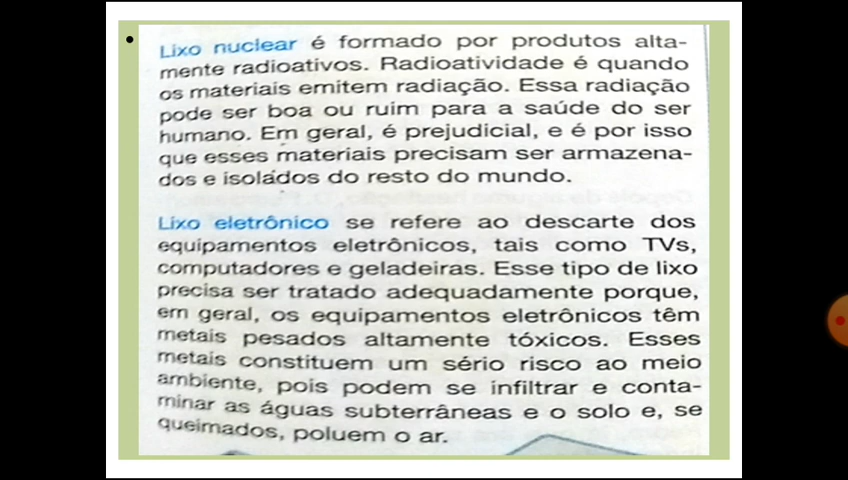 Lixo nuclear é formado por produtos alta-
mente radioativos. Radioatividade é quando
os materiais emitem radiação. Essa radiação
pode ser boa ou ruim para a saúde do ser
humano. Em geral, é prejudicial, e é por isso
que esses materiais precisam ser armazena-
dos e isolados do resto do mundo.
Lixo eletrônico se refere ao descarte dos
equipamentos eletrônicos, tais como TVs,
computadores e geladeiras. Esse tipo de lixo
precisa ser tratado adequadamente porque,
em geral, os equipamentos eletrônicos têm
metais pesados altamente tóxicos. Esses
metais constituem um sério risco ao meio
ambiente, pois podem se infiltrar e conta-
minar as águas subterrâneas e o solo e, se
queimados, poluem o ar.